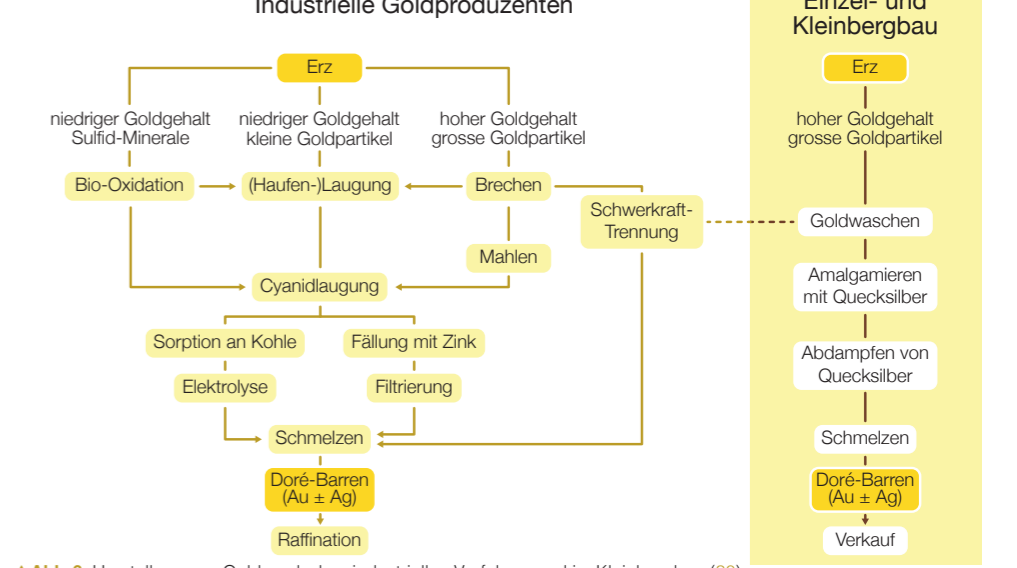 Industrielle Goldproduzenten
Einzel- und
Kleinbergbau
Erz
niedriger Goldgehalt
Sulfid-Minerale
niedriger Goldgehalt
kleine Goldpartikel
hoher Goldgehalt
grosse Goldpartikel
Bio-Oxidation
(Haufen-)Laugung
Brechen
Schwerkraft-
Trennung
Mahlen
Cyanidlaugung
Sorption an Kohle
Fällung mit Zink
Elektrolyse
Filtrierung
Schmelzen
Doré-Barren
(Au ± Ag)
Raffination
Erz
hoher Goldgehalt
grosse Goldpartikel
Goldwaschen
Amalgamieren
mit Quecksilber
Abdampfen von
Quecksilber
Schmelzen
Doré-Barren
(Au ± Ag)
Verkauf